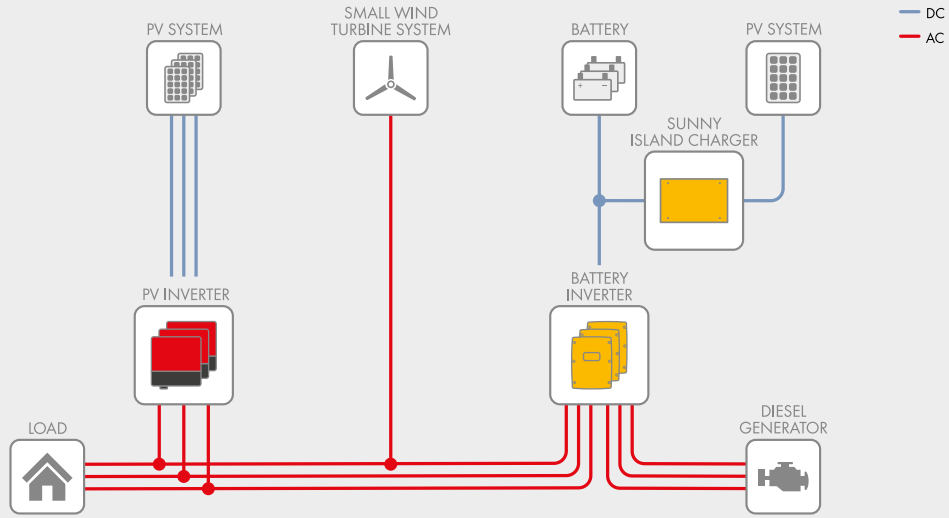 SMALL WIND
TURBINE SYSTEM
PV SYSTEM
BATTERY
PV SYSTEM
DC
AC
SUNNY
ISLAND CHARGER
PV INVERTER
BATTERY
INVERTER
LOAD
DIESEL
GENERATOR